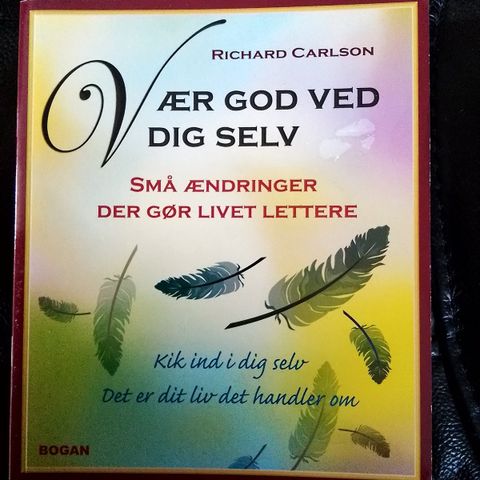 RICHARD CARLSON
VÆR GOD VED
DIG SELV
SMÅ ÆNDRINGER
DER GØR LIVET LETTERE
Kik ind i dig selv
Det er dit liv det handler om
BOGAN